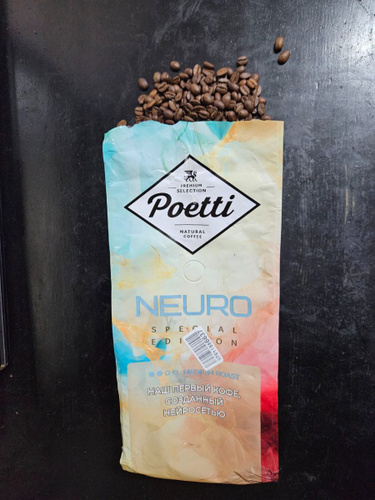 PREMIUM
SELECTION
Poetti
NATURAL
COFFEE
NEURO
SPECIAL
EDITION
НАШ ПЕРВЫЙ КОФЕ,
СОЗДАННЫЙ
НЕЙРОСЕТЬЮ